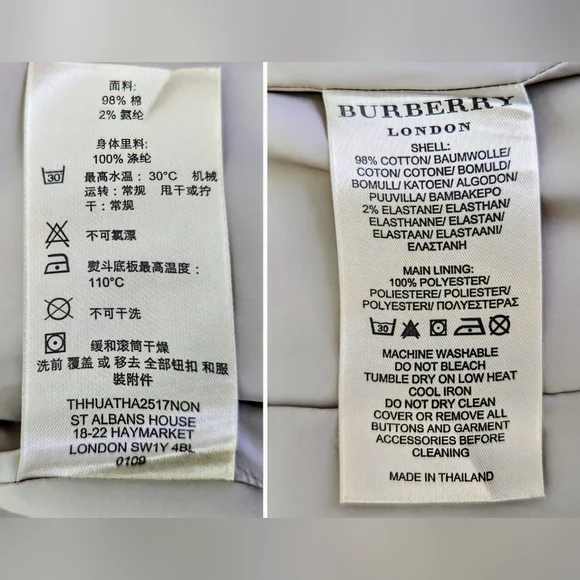 面料:
98% 棉
2% 氨纶
身体里料:
100% 涤纶
30 最高水温：30°C 机械
运转：常规 甩干或拧
干：常规
不可氯漂
熨斗底板最高温度：
110°C
不可干洗
缓和滚筒干燥
洗前 覆盖 或 移去 全部钮扣 和服
裝附件
THHUATHA2517NON
ST ALBANS HOUSE
18-22 HAYMARKET
LONDON SW1Y 4BL
0109
BURBERRY
LONDON
SHELL:
98% COTTON/ BAUMWOLLE/
COTON/ COTONE/ BOMULD/
BOMULL/ KATOEN/ ALGODON/
PUUVILLA/ BAMBAKEPO
2% ELASTANE/ ELASTHAN/
ELASTHANNE/ ELASTAN/
ELASTAAN/ ELASTAANI/
ΕΛΑΣΤΑΝΗ
MAIN LINING:
100% POLYESTER/
POLIESTERE/ POLIESTER/
POLYESTERI/ ΠΟΛΥΕΣΤΕΡΑΣ
30
MACHINE WASHABLE
DO NOT BLEACH
TUMBLE DRY ON LOW HEAT
COOL IRON
DO NOT DRY CLEAN
COVER OR REMOVE ALL
BUTTONS AND GARMENT
ACCESSORIES BEFORE
CLEANING
MADE IN THAILAND